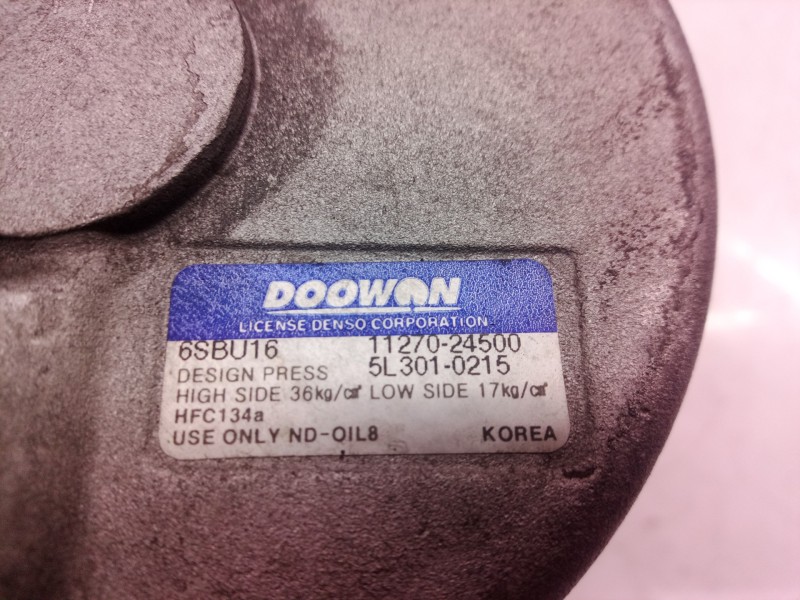 DOOWON
LICENSE DENSO CORPORATION
6SBU16 11270-24500
DESIGN PRESS 5L301-0215
HIGH SIDE 36kg/㎠ LOW SIDE 17kg/㎠
HFC134a
USE ONLY ND-OIL8 KOREA